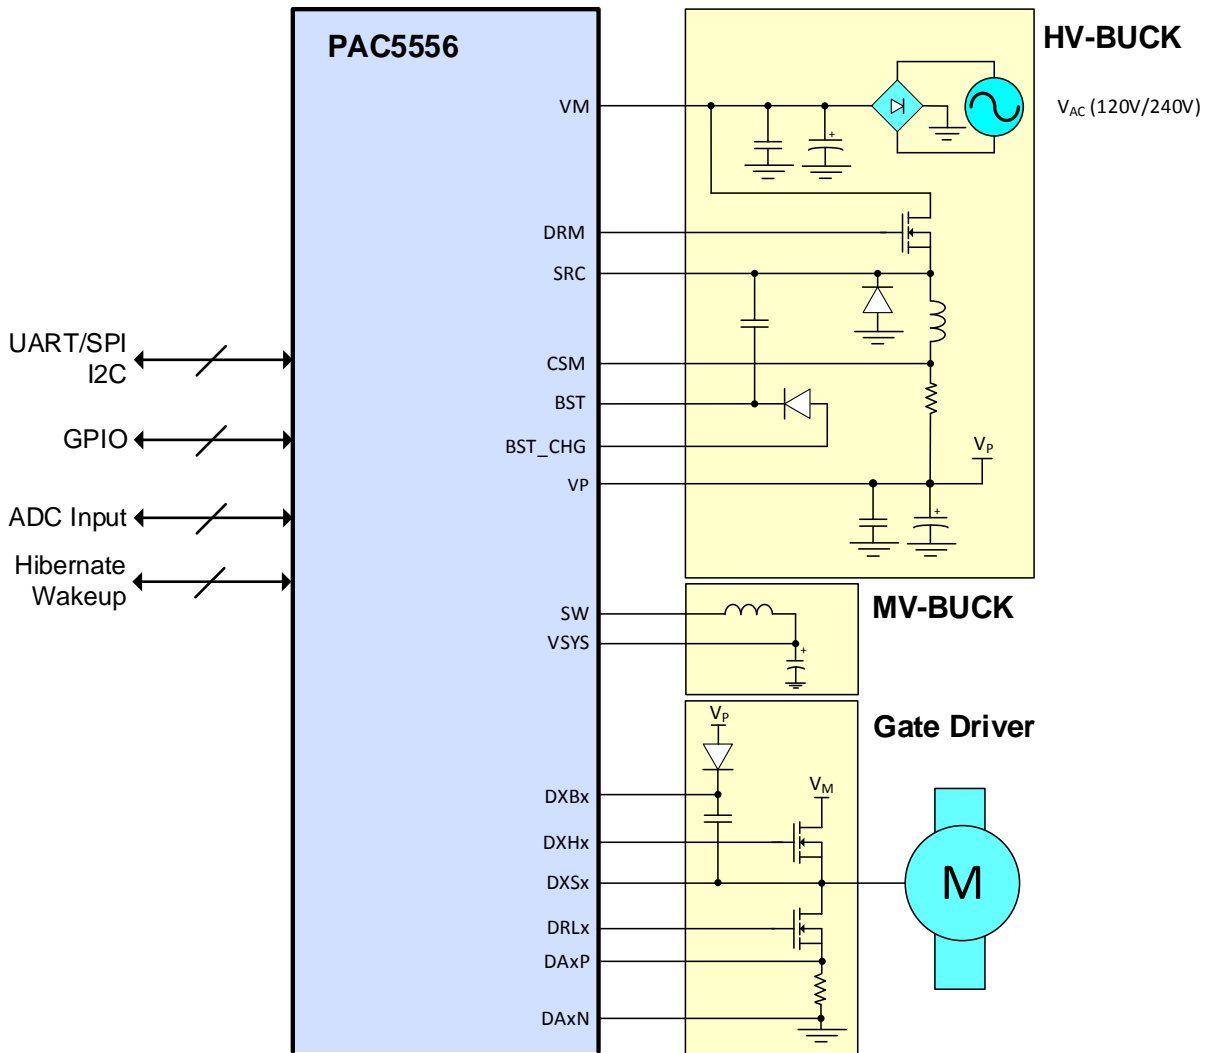 PAC5556
HV-BUCK
VM
VAC (120V/240V)
DRM
SRC
UART/SPI
I2C
CSM
BST
GPIO
BST_CHG
VP
VP
ADC Input
Hibernate
Wakeup
SW
VSYS
MV-BUCK
VP
Gate Driver
DXBx
VM
DXHx
DXSx
M
DRLx
DAxP
DAxN
+
+
+